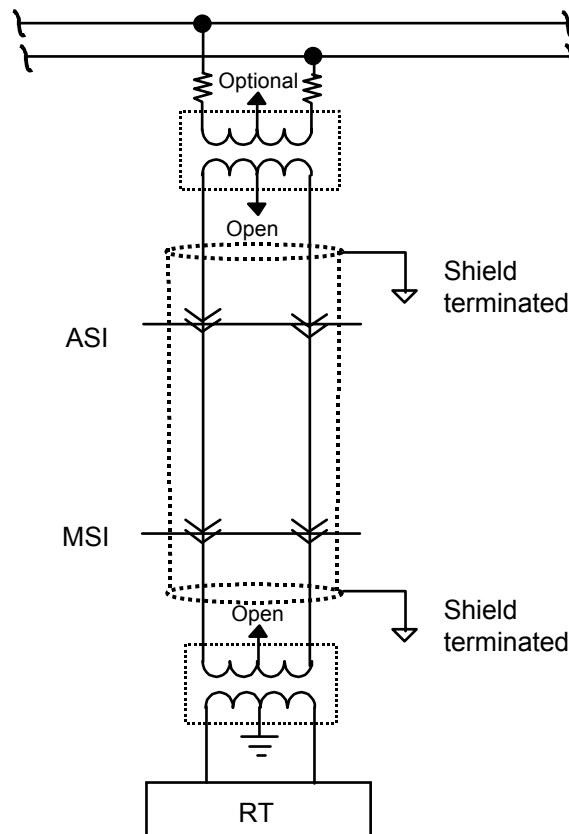 Optional
Open
Shield
terminated
ASI
MSI
Open
Shield
terminated
RT